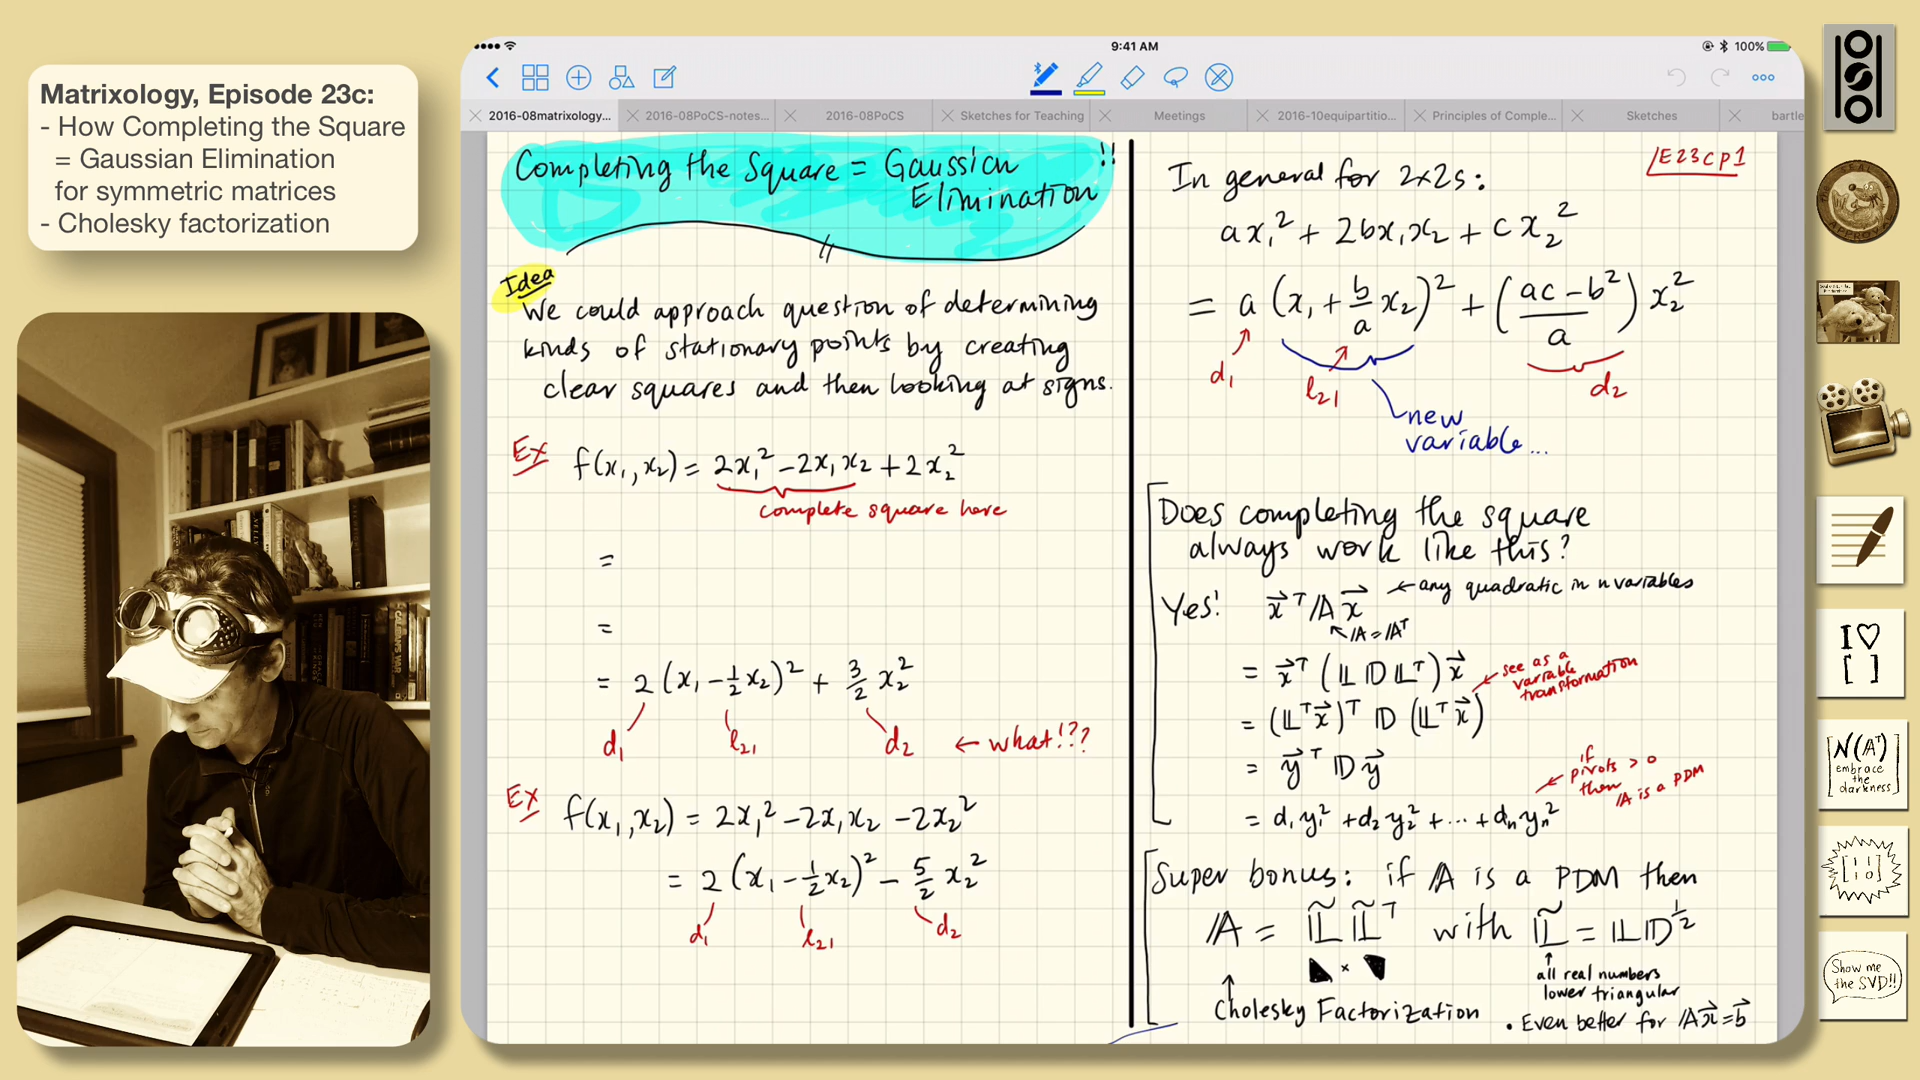 Matrixology, Episode 23c:
- How Completing the Square
= Gaussian Elimination
for symmetric matrices
- Cholesky factorization
9:41 AM
100%
2016-08matrixology...
2016-08PoCS-notes...
2016-08PoCS
Sketches for Teaching
Meetings
2016-10equipartitio...
Principles of Comple...
Sketches
bartle
Completing the Square = Gaussian !!
Elimination
Idea
We could approach question of determining
kinds of stationary points by creating
clear squares and then looking at signs.
Ex f(x₁, x₂) = 2x₁² - 2x₁x₂ + 2x₂²
complete square here
=
=
= 2 (x₁ - ½x₂)² + 3/2 x₂²
d₁ l₂₁ d₂ ← what!??
Ex f(x₁, x₂) = 2x₁² - 2x₁x₂ - 2x₂²
= 2 (x₁ - ½x₂)² - 5/2 x₂²
d₁ l₂₁ d₂
E23cp1
In general for 2x2s:
ax₁² + 2bx₁x₂ + cx₂²
= a (x₁ + b/a x₂)² + (ac - b²/a) x₂²
d₁ l₂₁ d₂
new
variable...
Does completing the square
always work like this?
Yes! x⃗ᵀ A x⃗ ← any quadratic in n variables
A = Aᵀ
= x⃗ᵀ (L D Lᵀ) x⃗ ← see as a
variable
transformation
= (Lᵀx⃗)ᵀ D (Lᵀx⃗)
= y⃗ᵀ D y⃗
if
pivots > 0
then
A is a PDM
= d₁y₁² + d₂y₂² + ... + dₙyₙ²
Super bonus: if A is a PDM then
A = L̃ L̃ᵀ with L̃ = L D^½
x
↑ all real numbers
lower triangular
Cholesky Factorization
• Even better for Ax⃗ = b⃗
I ♡
[ ]
N(Aᵀ)
embrace
the
darkness
Show me
the SVD!!